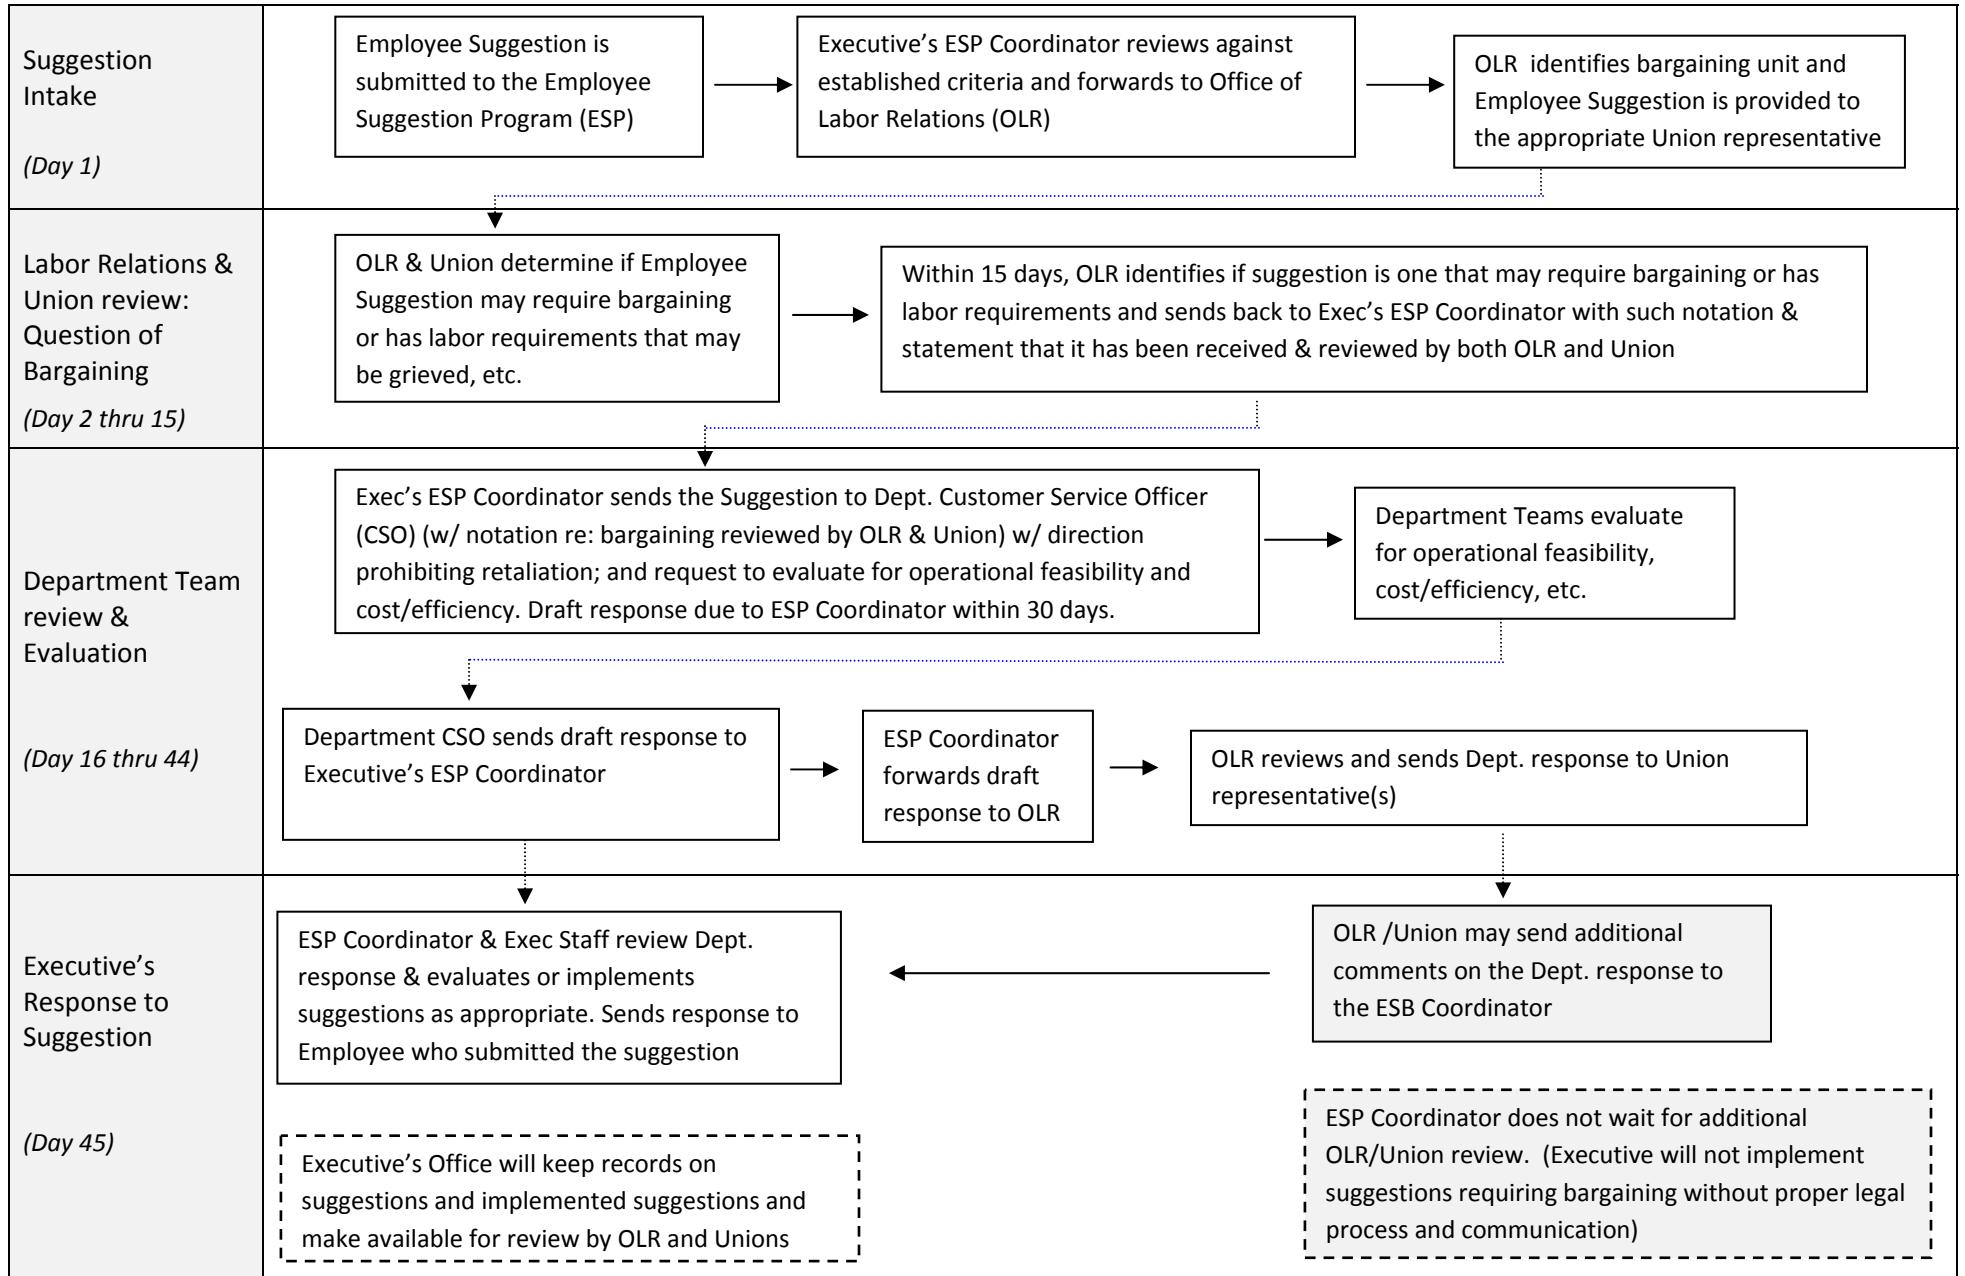 Suggestion
Intake
(Day 1)
Employee Suggestion is
submitted to the Employee
Suggestion Program (ESP)
Executive’s ESP Coordinator reviews against
established criteria and forwards to Office of
Labor Relations (OLR)
OLR identifies bargaining unit and
Employee Suggestion is provided to
the appropriate Union representative
Labor Relations &
Union review:
Question of
Bargaining
(Day 2 thru 15)
OLR & Union determine if Employee
Suggestion may require bargaining
or has labor requirements that may
be grieved, etc.
Within 15 days, OLR identifies if suggestion is one that may require bargaining or has
labor requirements and sends back to Exec’s ESP Coordinator with such notation &
statement that it has been received & reviewed by both OLR and Union
Department Team
review &
Evaluation
(Day 16 thru 44)
Exec’s ESP Coordinator sends the Suggestion to Dept. Customer Service Officer
(CSO) (w/ notation re: bargaining reviewed by OLR & Union) w/ direction
prohibiting retaliation; and request to evaluate for operational feasibility and
cost/efficiency. Draft response due to ESP Coordinator within 30 days.
Department Teams evaluate
for operational feasibility,
cost/efficiency, etc.
Department CSO sends draft response to
Executive’s ESP Coordinator
ESP Coordinator
forwards draft
response to OLR
OLR reviews and sends Dept. response to Union
representative(s)
Executive’s
Response to
Suggestion
(Day 45)
ESP Coordinator & Exec Staff review Dept.
response & evaluates or implements
suggestions as appropriate. Sends response to
Employee who submitted the suggestion
OLR /Union may send additional
comments on the Dept. response to
the ESB Coordinator
Executive’s Office will keep records on
suggestions and implemented suggestions and
make available for review by OLR and Unions
ESP Coordinator does not wait for additional
OLR/Union review. (Executive will not implement
suggestions requiring bargaining without proper legal
process and communication)